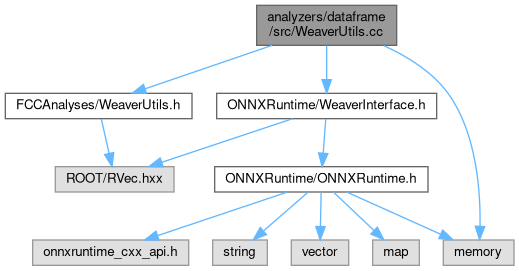 analyzers/dataframe
/src/WeaverUtils.cc
FCCAnalyses/WeaverUtils.h
ONNXRuntime/WeaverInterface.h
ROOT/RVec.hxx
ONNXRuntime/ONNXRuntime.h
onnxruntime_cxx_api.h
string
vector
map
memory